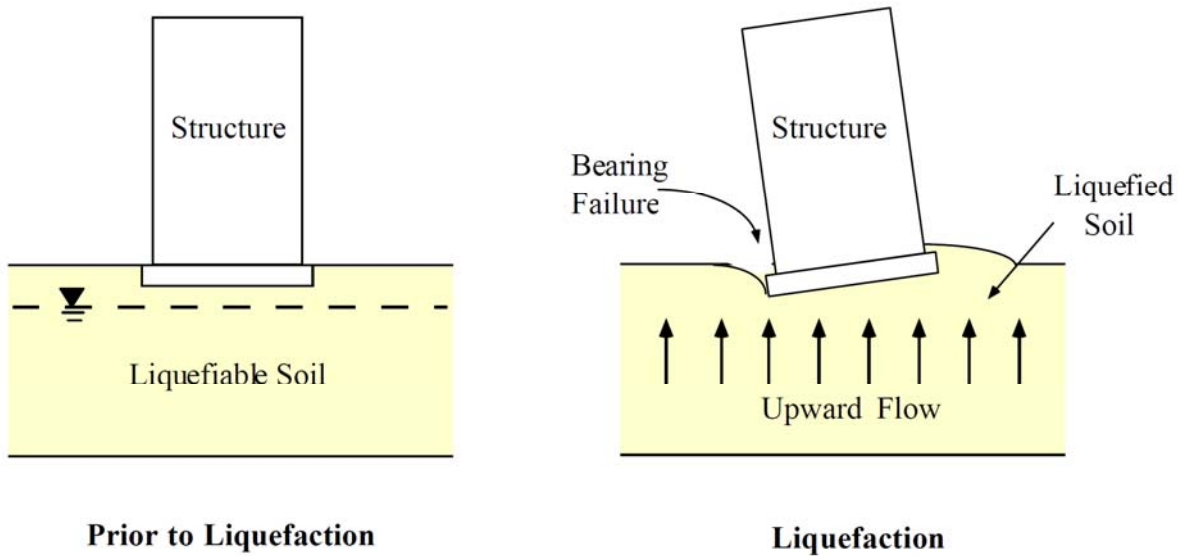 Structure
Liquefiable Soil
Prior to Liquefaction
Structure
Bearing
Failure
Liquefied
Soil
Upward Flow
Liquefaction